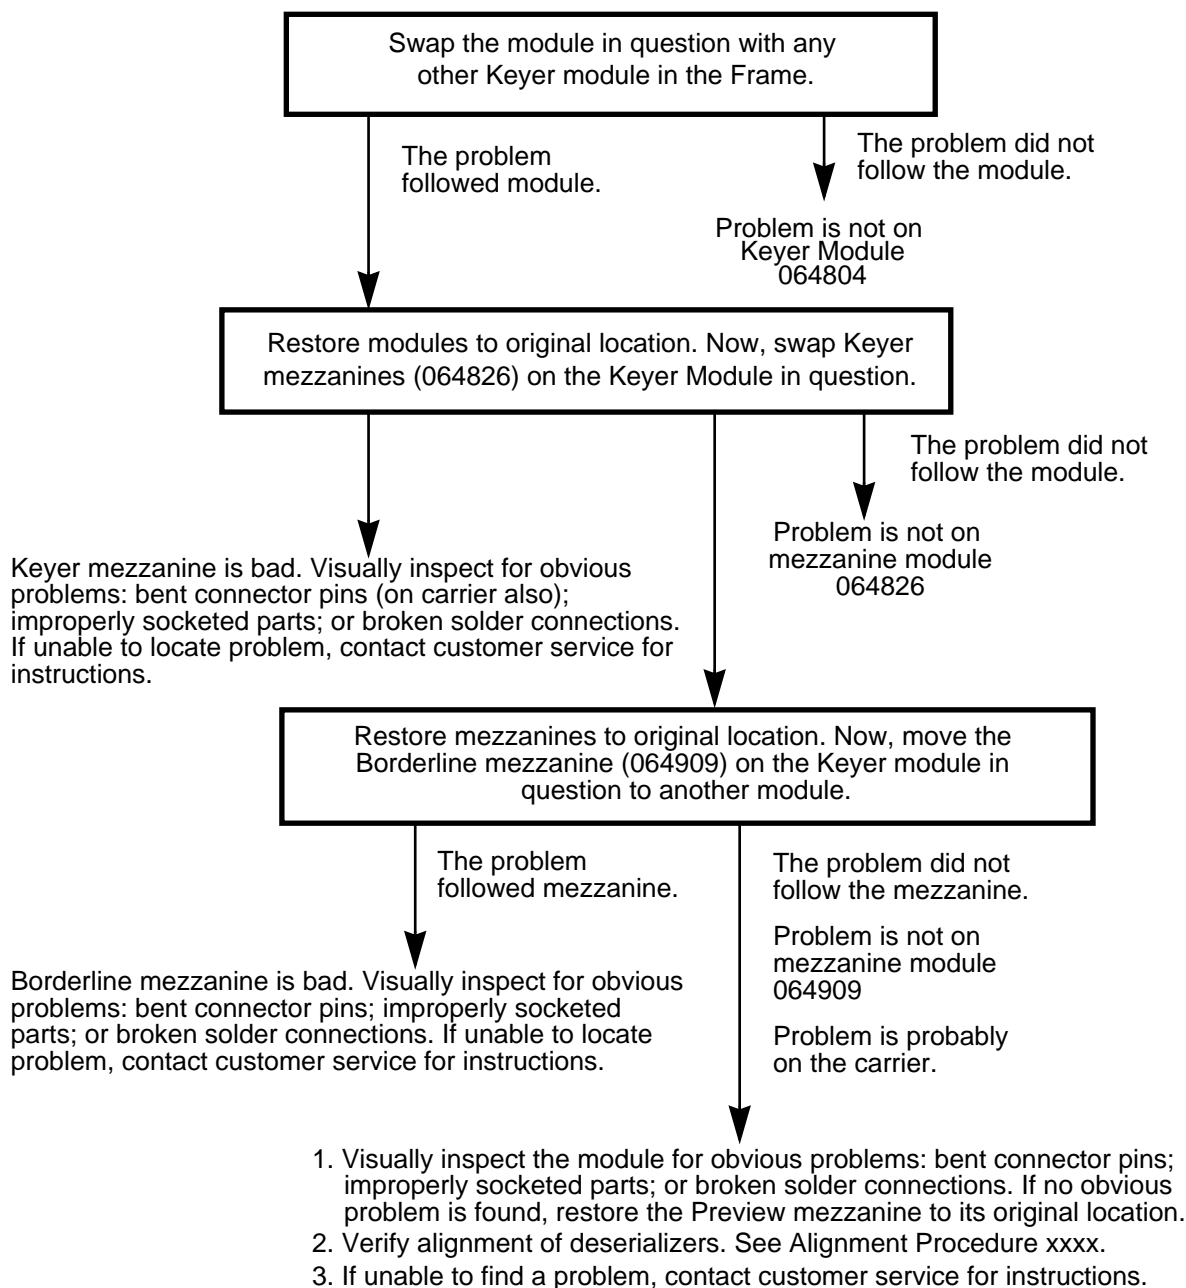 Swap the module in question with any
other Keyer module in the Frame.
The problem
followed module.
The problem did not
follow the module.
Problem is not on
Keyer Module
064804
Restore modules to original location. Now, swap Keyer
mezzanines (064826) on the Keyer Module in question.
The problem did not
follow the module.
Problem is not on
mezzanine module
064826
Keyer mezzanine is bad. Visually inspect for obvious
problems: bent connector pins (on carrier also);
improperly socketed parts; or broken solder connections.
If unable to locate problem, contact customer service for
instructions.
Restore mezzanines to original location. Now, move the
Borderline mezzanine (064909) on the Keyer module in
question to another module.
The problem
followed mezzanine.
The problem did not
follow the mezzanine.
Problem is not on
mezzanine module
064909
Problem is probably
on the carrier.
Borderline mezzanine is bad. Visually inspect for obvious
problems: bent connector pins; improperly socketed
parts; or broken solder connections. If unable to locate
problem, contact customer service for instructions.
1. Visually inspect the module for obvious problems: bent connector pins;
improperly socketed parts; or broken solder connections. If no obvious
problem is found, restore the Preview mezzanine to its original location.
2. Verify alignment of deserializers. See Alignment Procedure xxxx.
3. If unable to find a problem, contact customer service for instructions.